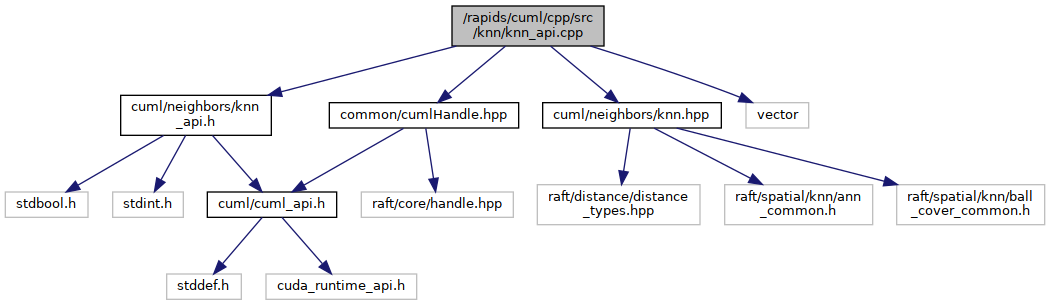 /rapids/cuml/cpp/src
/knn/knn_api.cpp
cuml/neighbors/knn
_api.h
common/cumlHandle.hpp
cuml/neighbors/knn.hpp
vector
stdbool.h
stdint.h
cuml/cuml_api.h
raft/core/handle.hpp
raft/distance/distance
_types.hpp
raft/spatial/knn/ann
_common.h
raft/spatial/knn/ball
_cover_common.h
stddef.h
cuda_runtime_api.h